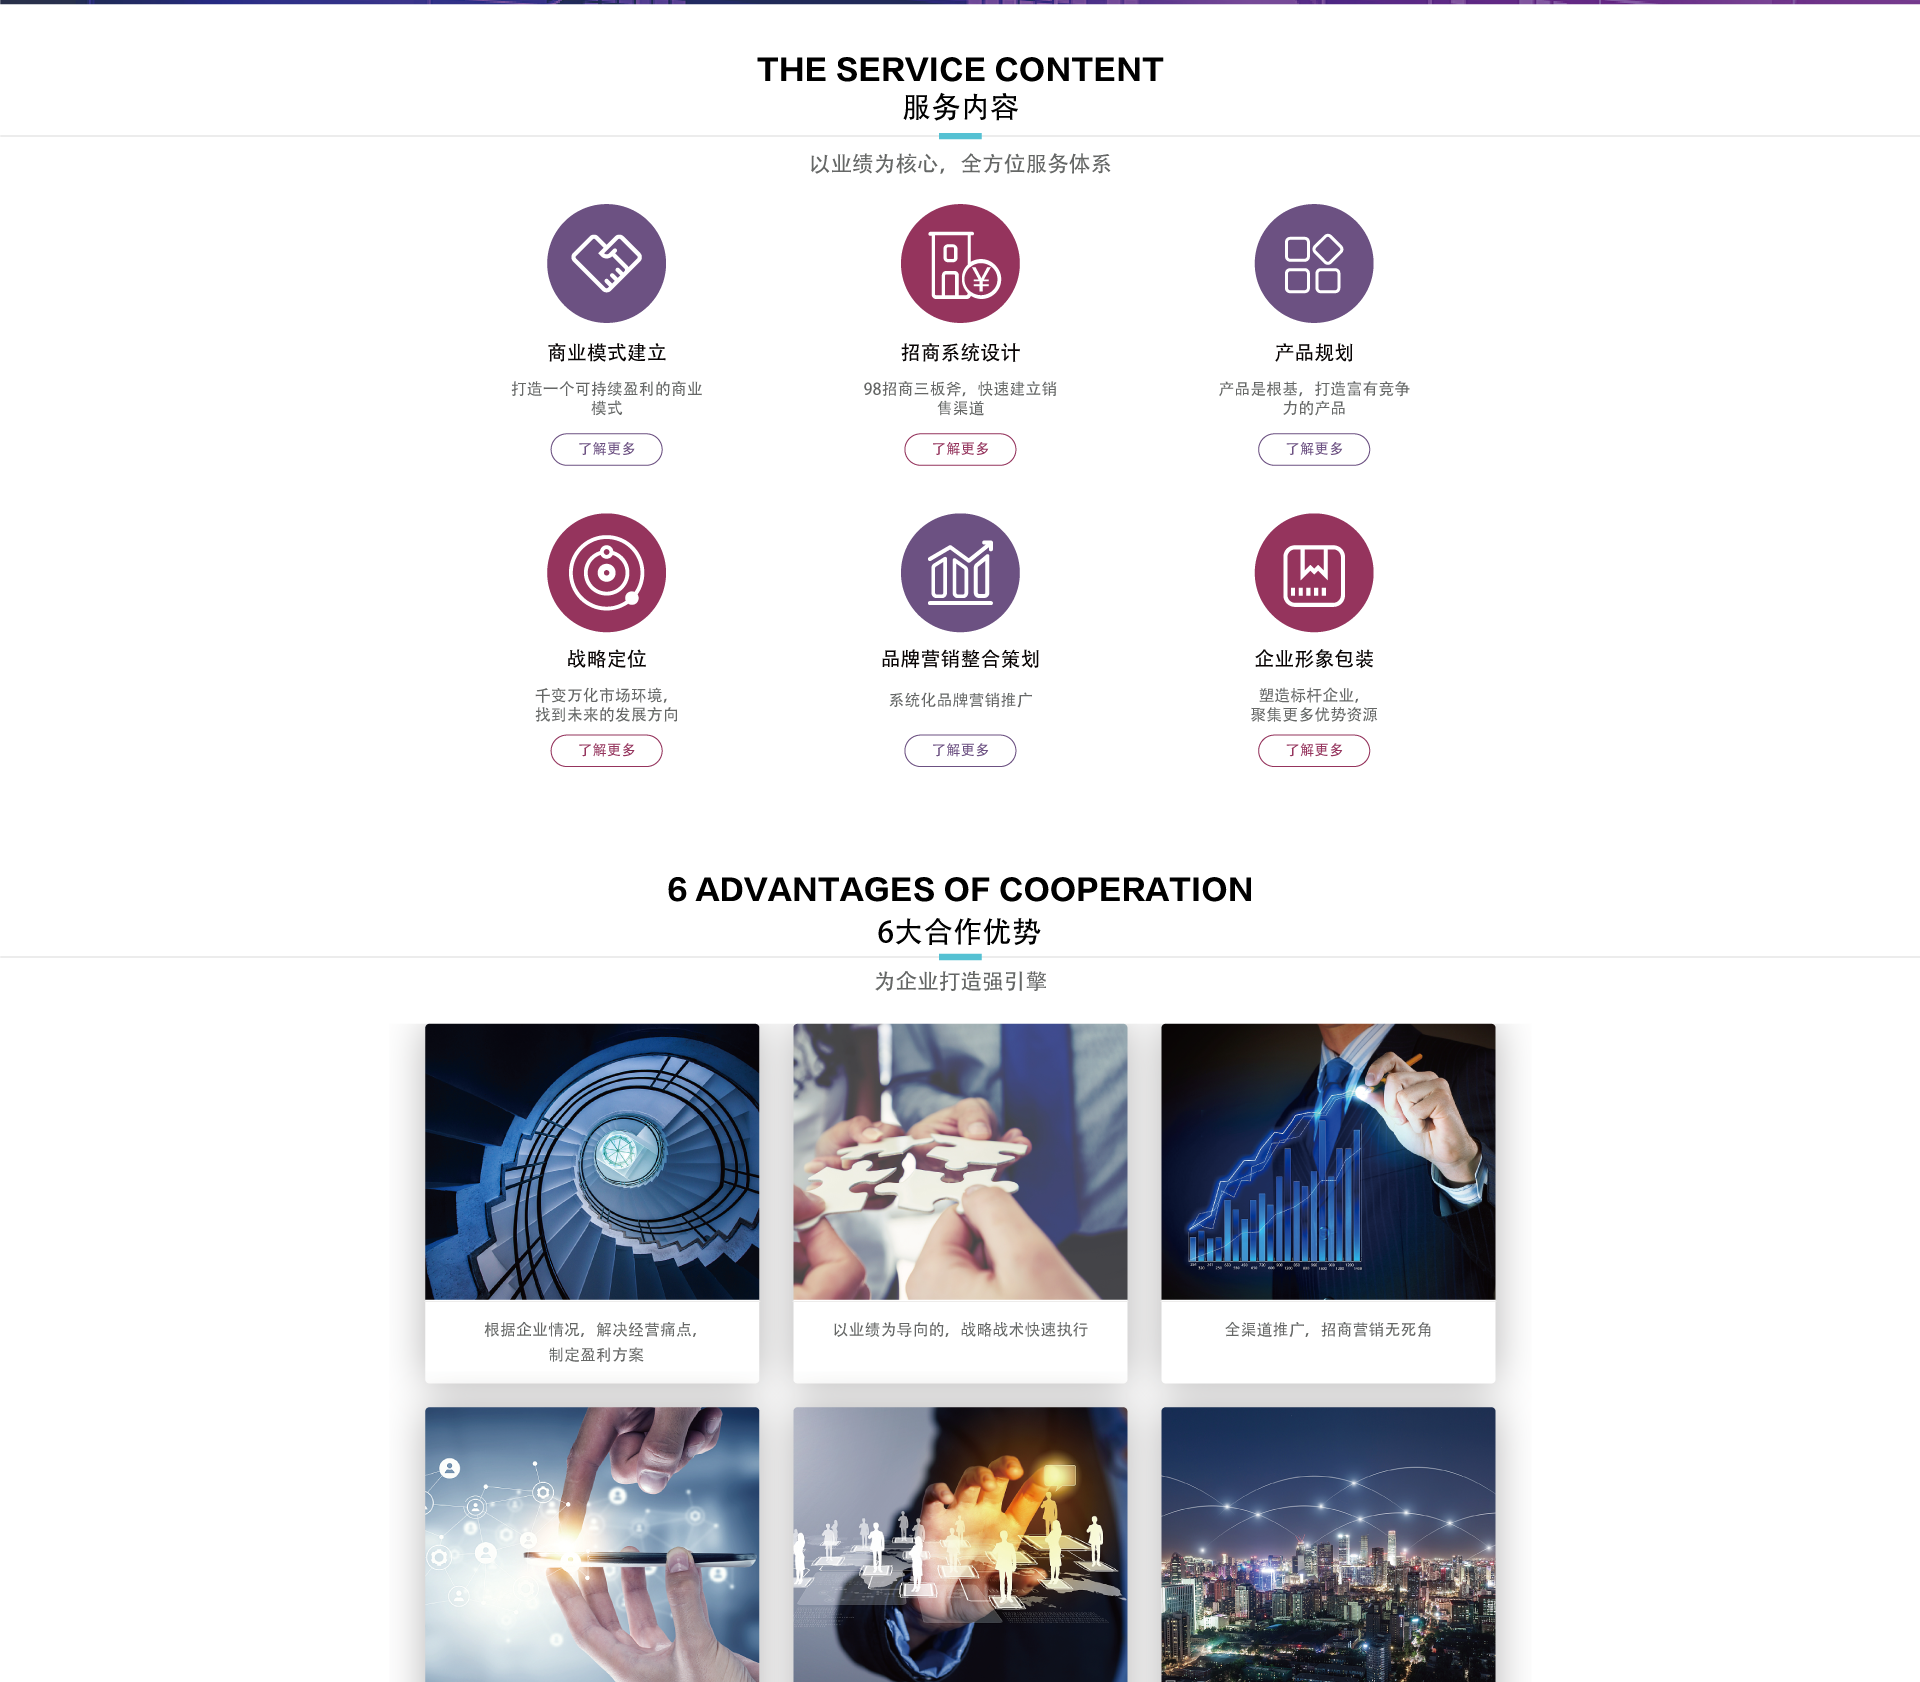 THE SERVICE CONTENT
服务内容
以业绩为核心，全方位服务体系
商业模式建立
打造一个可持续盈利的商业
模式
了解更多
招商系统设计
98招商三板斧，快速建立销
售渠道
了解更多
产品规划
产品是根基，打造富有竞争
力的产品
了解更多
战略定位
千变万化市场环境，
找到未来的发展方向
了解更多
品牌营销整合策划
系统化品牌营销推广
了解更多
企业形象包装
塑造标杆企业，
聚集更多优势资源
了解更多
6 ADVANTAGES OF COOPERATION
6大合作优势
为企业打造强引擎
根据企业情况，解决经营痛点，
制定盈利方案
以业绩为导向的，战略战术快速执行
全渠道推广，招商营销无死角